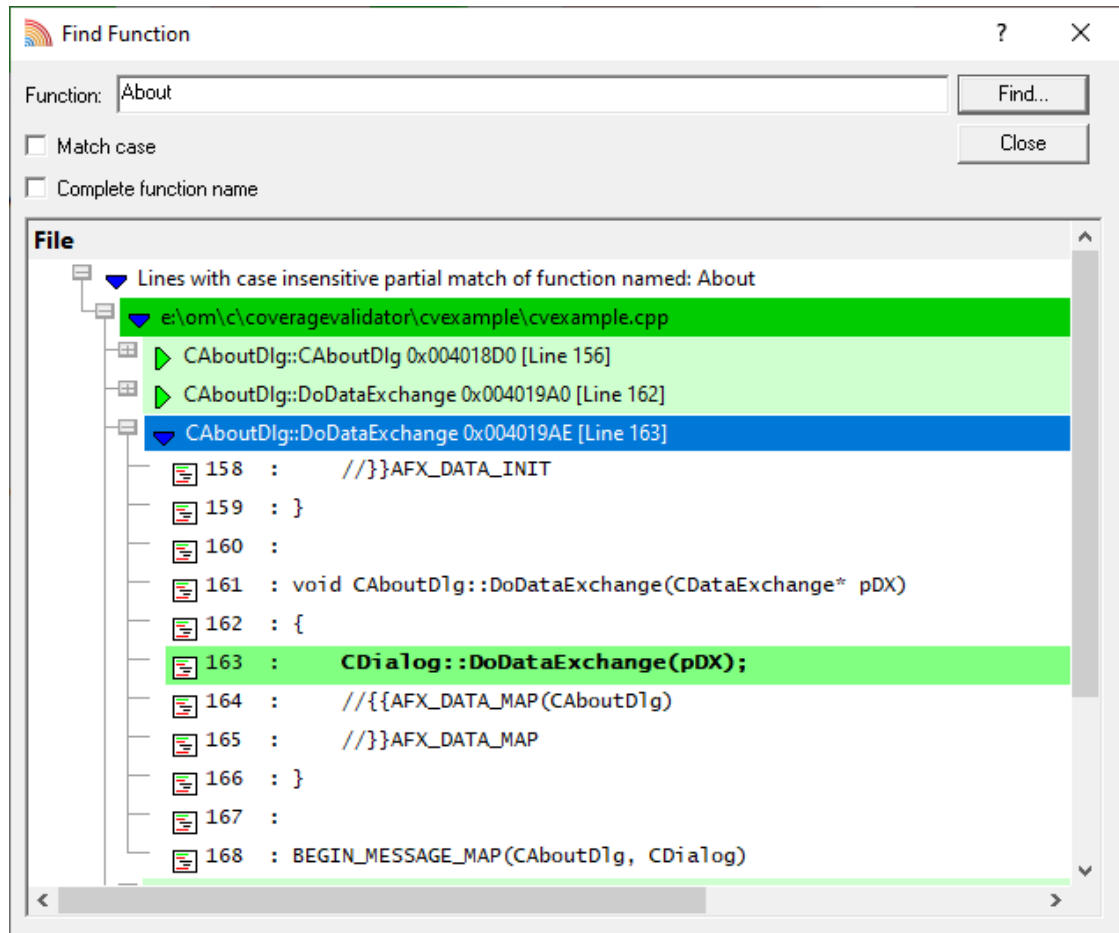 Find Function
?
Function: About
Find...
Match case
Close
Complete function name
File
Lines with case insensitive partial match of function named: About
e:\om\c\coveragevalidator\cvexample\cvexample.cpp
CAboutDlg::CAboutDlg 0x004018D0 [Line 156]
CAboutDlg::DoDataExchange 0x004019A0 [Line 162]
CAboutDlg::DoDataExchange 0x004019AE [Line 163]
158 : //}}AFX_DATA_INIT
159 : }
160 :
161 : void CAboutDlg::DoDataExchange(CDataExchange* pDX)
162 : {
163 : CDialog::DoDataExchange(pDX);
164 : //{{AFX_DATA_MAP(CAboutDlg)
165 : //}}AFX_DATA_MAP
166 : }
167 :
168 : BEGIN_MESSAGE_MAP(CAboutDlg, CDialog)